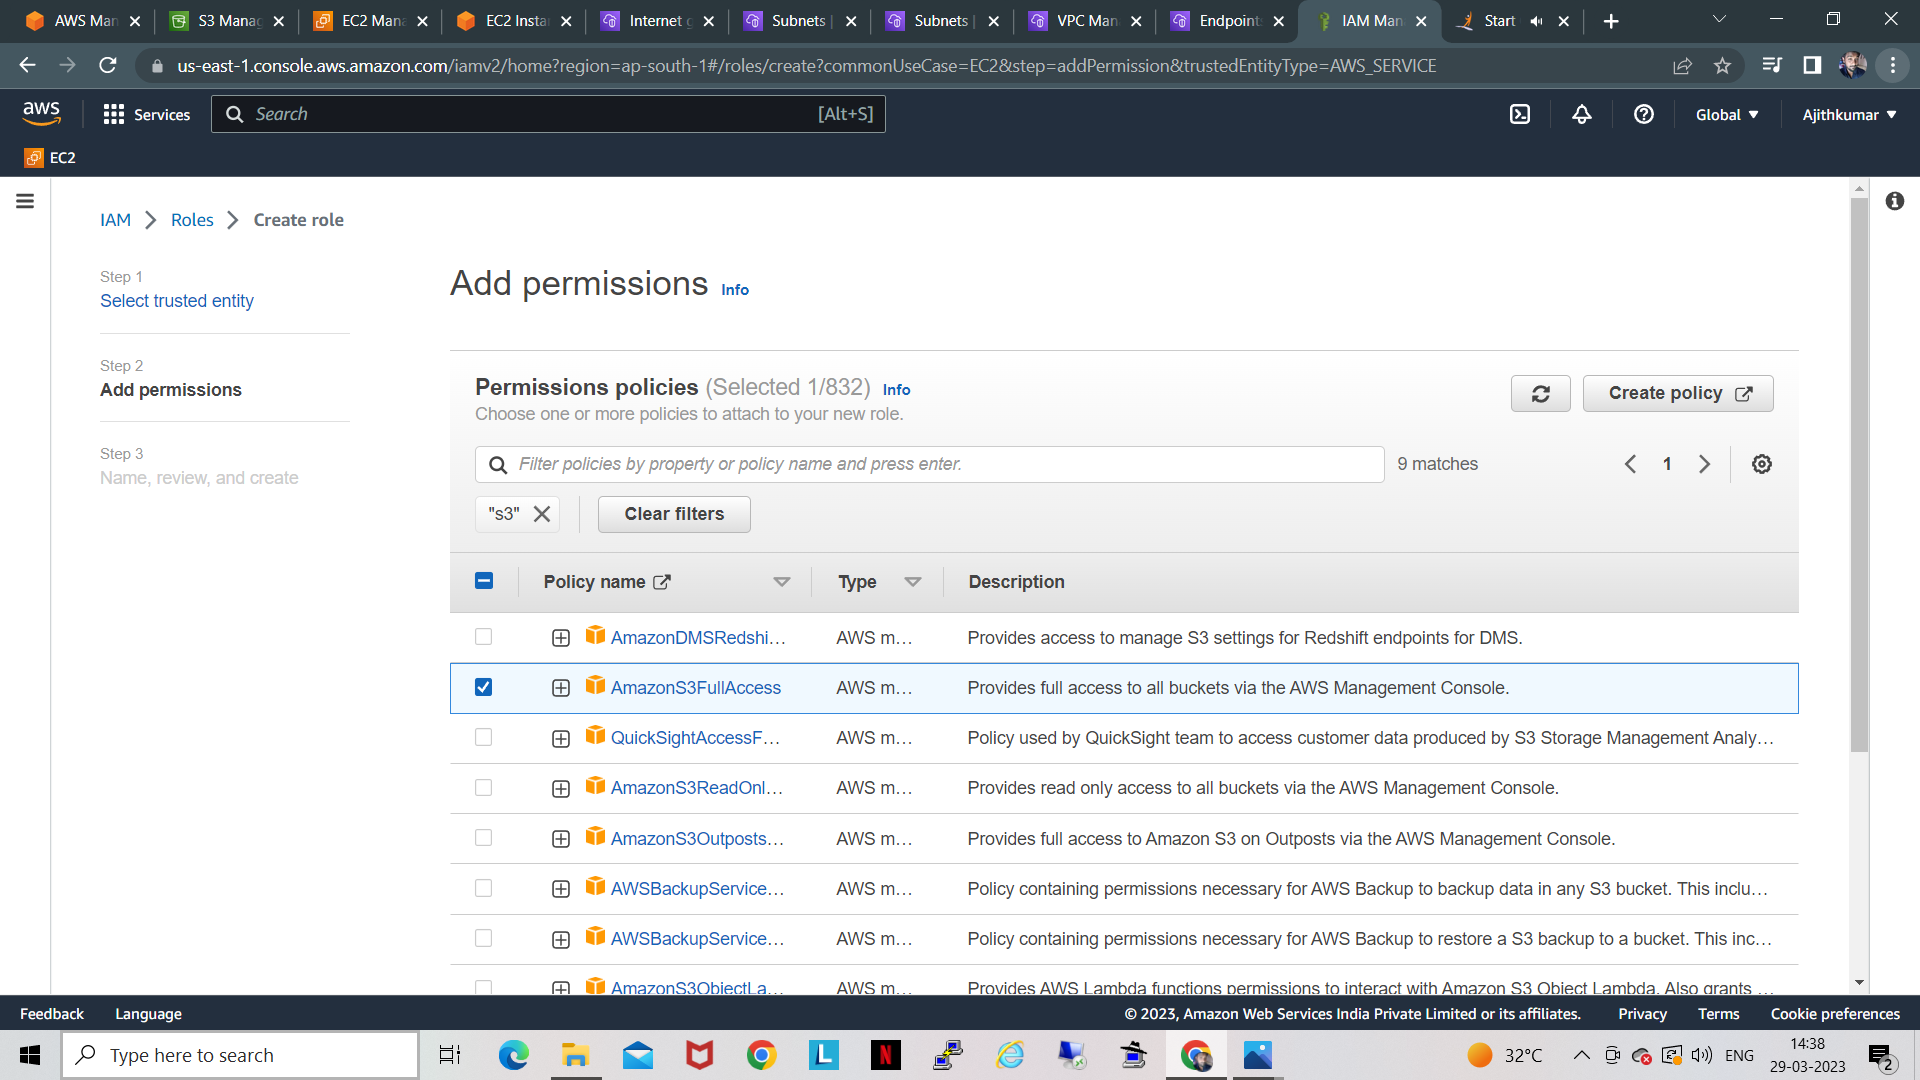 AWS Man
S3 Manag
EC2 Mana
EC2 Insta
Internet g
Subnets |
Subnets |
VPC Man
Endpoint
IAM Man
Start
us-east-1.console.aws.amazon.com/iamv2/home?region=ap-south-1#/roles/create?commonUseCase=EC2&step=addPermission&trustedEntityType=AWS_SERVICE
aws
Services
Search
[Alt+S]
Global
Ajithkumar
EC2
IAM
Roles
Create role
Step 1
Select trusted entity
Step 2
Add permissions
Step 3
Name, review, and create
Add permissions Info
Permissions policies (Selected 1/832) Info
Choose one or more policies to attach to your new role.
Create policy
Filter policies by property or policy name and press enter.
9 matches
1
"s3"
Clear filters
Policy name Type Description
AmazonDMSRedshi... AWS m... Provides access to manage S3 settings for Redshift endpoints for DMS.
AmazonS3FullAccess AWS m... Provides full access to all buckets via the AWS Management Console.
QuickSightAccessF... AWS m... Policy used by QuickSight team to access customer data produced by S3 Storage Management Analy...
AmazonS3ReadOnl... AWS m... Provides read only access to all buckets via the AWS Management Console.
AmazonS3Outposts... AWS m... Provides full access to Amazon S3 on Outposts via the AWS Management Console.
AWSBackupService... AWS m... Policy containing permissions necessary for AWS Backup to backup data in any S3 bucket. This inclu...
AWSBackupService... AWS m... Policy containing permissions necessary for AWS Backup to restore a S3 backup to a bucket. This inc...
AmazonS3ObjectLa... AWS m... Provides AWS Lambda functions permissions to interact with Amazon S3 Object Lambda. Also grants ...
Feedback
Language
© 2023, Amazon Web Services India Private Limited or its affiliates.
Privacy
Terms
Cookie preferences
Type here to search
L
N
32°C
ENG
14:38
29-03-2023
2